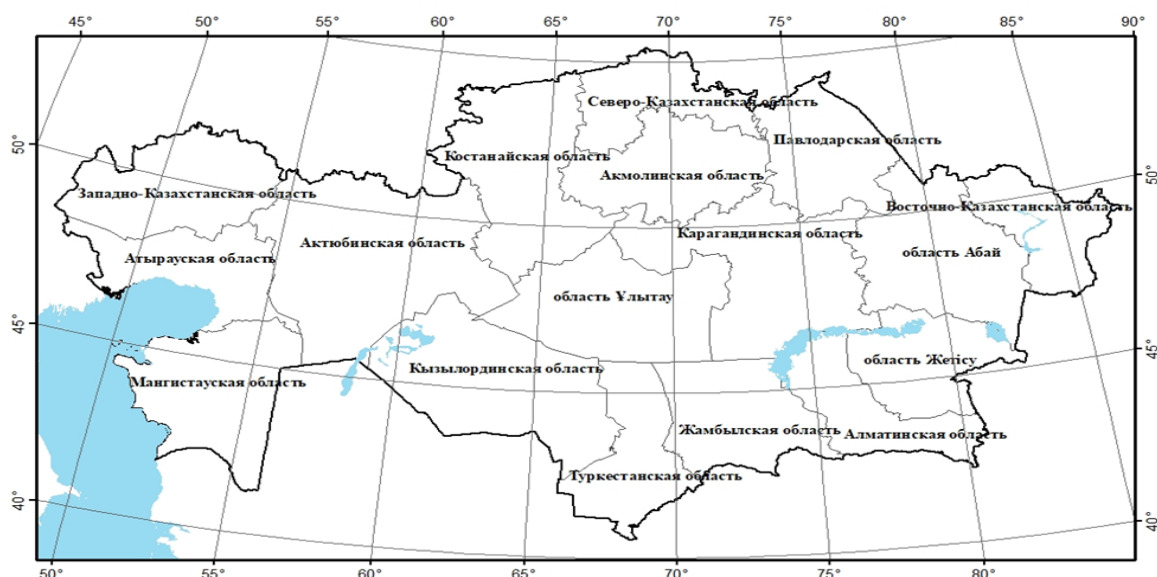 45° 50° 55° 60° 65° 70° 75° 80° 85° 90°
Северо-Казахстанская область
Павлодарская область
50°
Костанайская область
Акмолинская область
50°
Западно-Казахстанская область
Восточно-Казахстанская область
Карагандинская область
Актюбинская область
область Абай
Атырауская область
область Ұлытау
45°
45°
область Жетісу
Кызылординская область
Мангистауская область
Жамбылская область
Алматинская область
Туркестанская область
40°
40°
50° 55° 60° 65° 70° 75° 80°